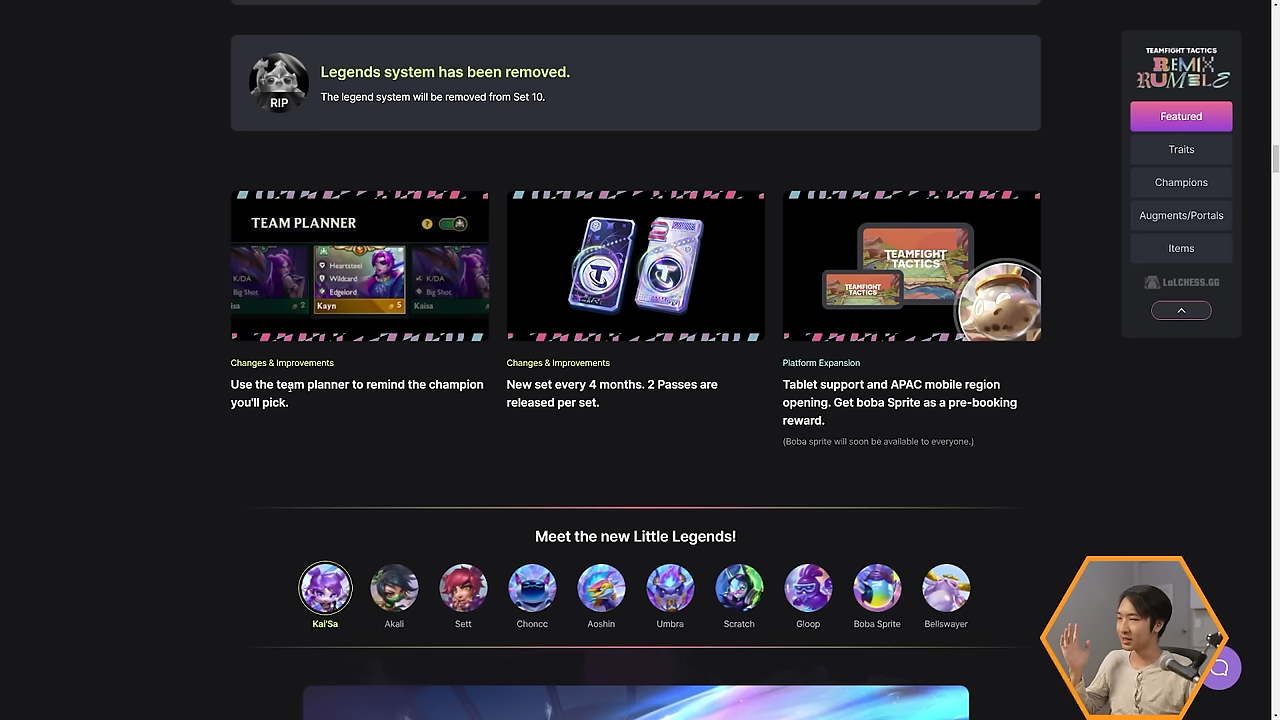 Legends system has been removed.
The legend system will be removed from Set 10.
RIP
TEAM PLANNER
?
K/DA
Big Shot
isa 2
Heartsteel
Wildcard
Edgelord
Kayn 5
K/DA
Big Shot
Kaisa
TEAMFIGHT
TACTICS
TEAMFIGHT
TACTICS
Changes & Improvements
Use the team planner to remind the champion
you'll pick.
Changes & Improvements
New set every 4 months. 2 Passes are
released per set.
Platform Expansion
Tablet support and APAC mobile region
opening. Get boba Sprite as a pre-booking
reward.
(Boba sprite will soon be available to everyone.)
Meet the new Little Legends!
Kai'Sa
Akali
Sett
Choncc
Aoshin
Umbra
Scratch
Gloop
Boba Sprite
Bellswayer
TEAMFIGHT TACTICS
REMIX
RUMBLE
Featured
Traits
Champions
Augments/Portals
Items
LoLCHESS.GG